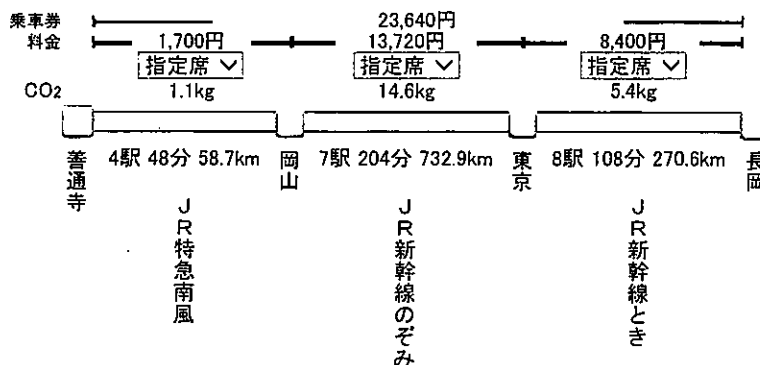 乗車券 23,640円
料金 1,700円 13,720円 8,400円
指定席 指定席 指定席
CO2 1.1kg 14.6kg 5.4kg
善通寺 4駅 48分 58.7km 岡山 7駅 204分 732.9km 東京 8駅 108分 270.6km 長岡
JR特急南風
JR新幹線のぞみ
JR新幹線とき